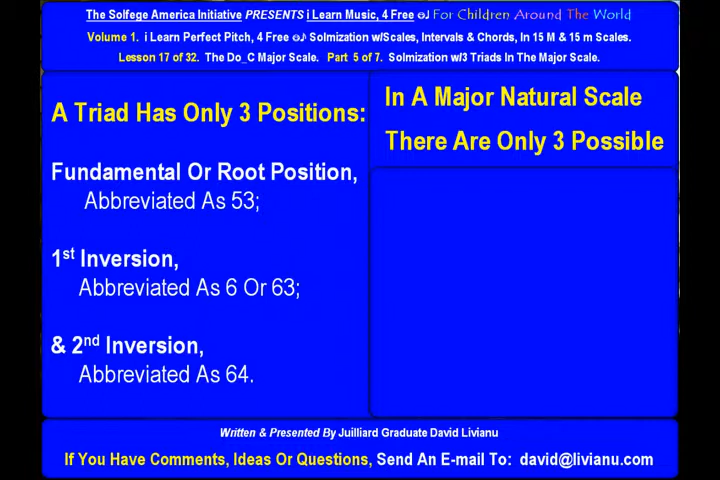 The Solfege America Initiative PRESENTS i Learn Music, 4 Free For Children Around The World
Volume 1. i Learn Perfect Pitch, 4 Free Solmization w/Scales, Intervals & Chords, In 15 M & 15 m Scales.
Lesson 17 of 32. The Do_C Major Scale. Part 5 of 7. Solmization w/3 Triads In The Major Scale.
A Triad Has Only 3 Positions:
Fundamental Or Root Position,
Abbreviated As 53;
1st Inversion,
Abbreviated As 6 Or 63;
& 2nd Inversion,
Abbreviated As 64.
In A Major Natural Scale
There Are Only 3 Possible
Written & Presented By Juilliard Graduate David Livianu
If You Have Comments, Ideas Or Questions, Send An E-mail To: david@livianu.com